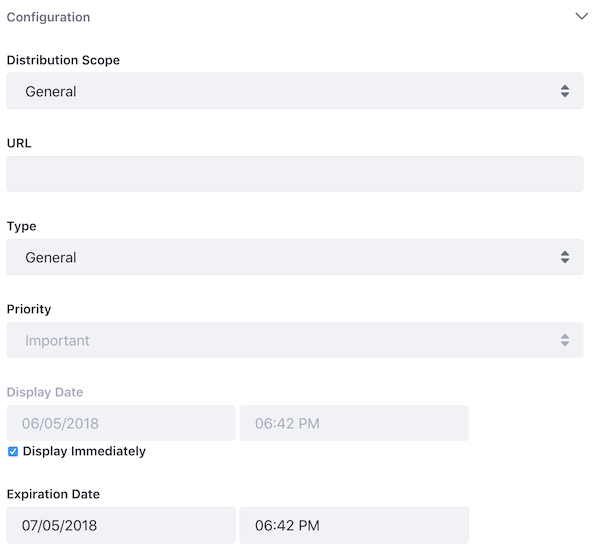 Configuration
Distribution Scope
General
URL
Type
General
Priority
Important
Display Date
06/05/2018 06:42 PM
Display Immediately
Expiration Date
07/05/2018 06:42 PM